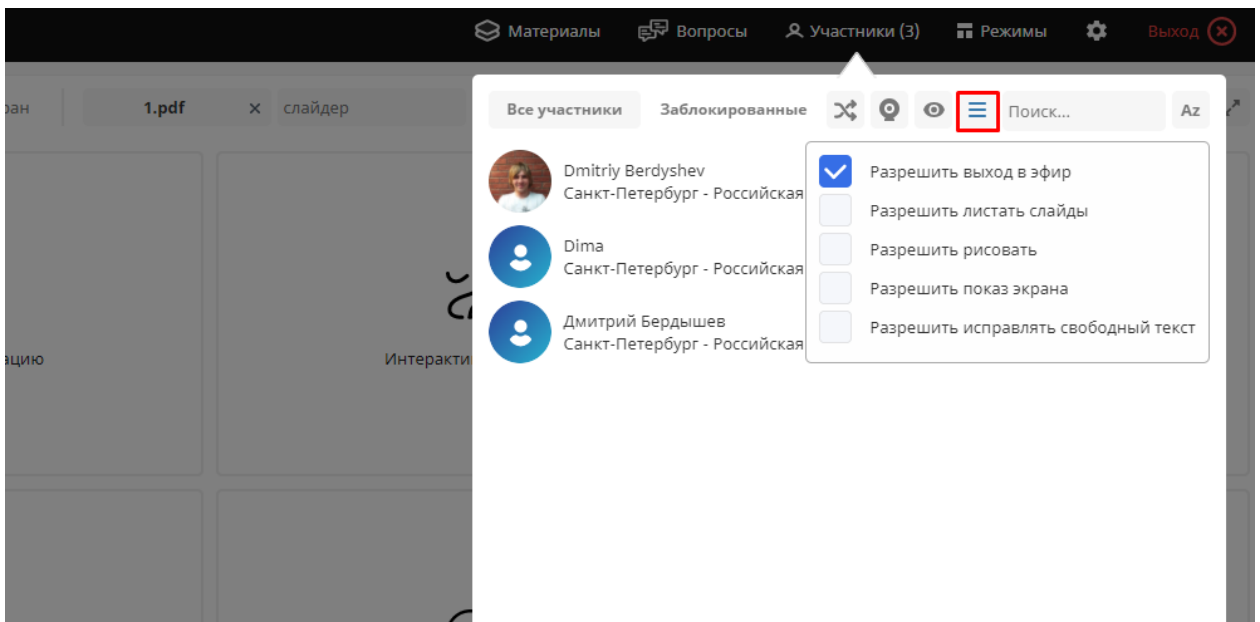 Материалы Вопросы Участники (3) Режимы Выход
1.pdf слайдер
Все участники Заблокированные Поиск... Az
Dmitriy Berdyshev
Санкт-Петербург - Российская
Dima
Санкт-Петербург - Российская
Дмитрий Бердышев
Санкт-Петербург - Российская
Разрешить выход в эфир
Разрешить листать слайды
Разрешить рисовать
Разрешить показ экрана
Разрешить исправлять свободный текст